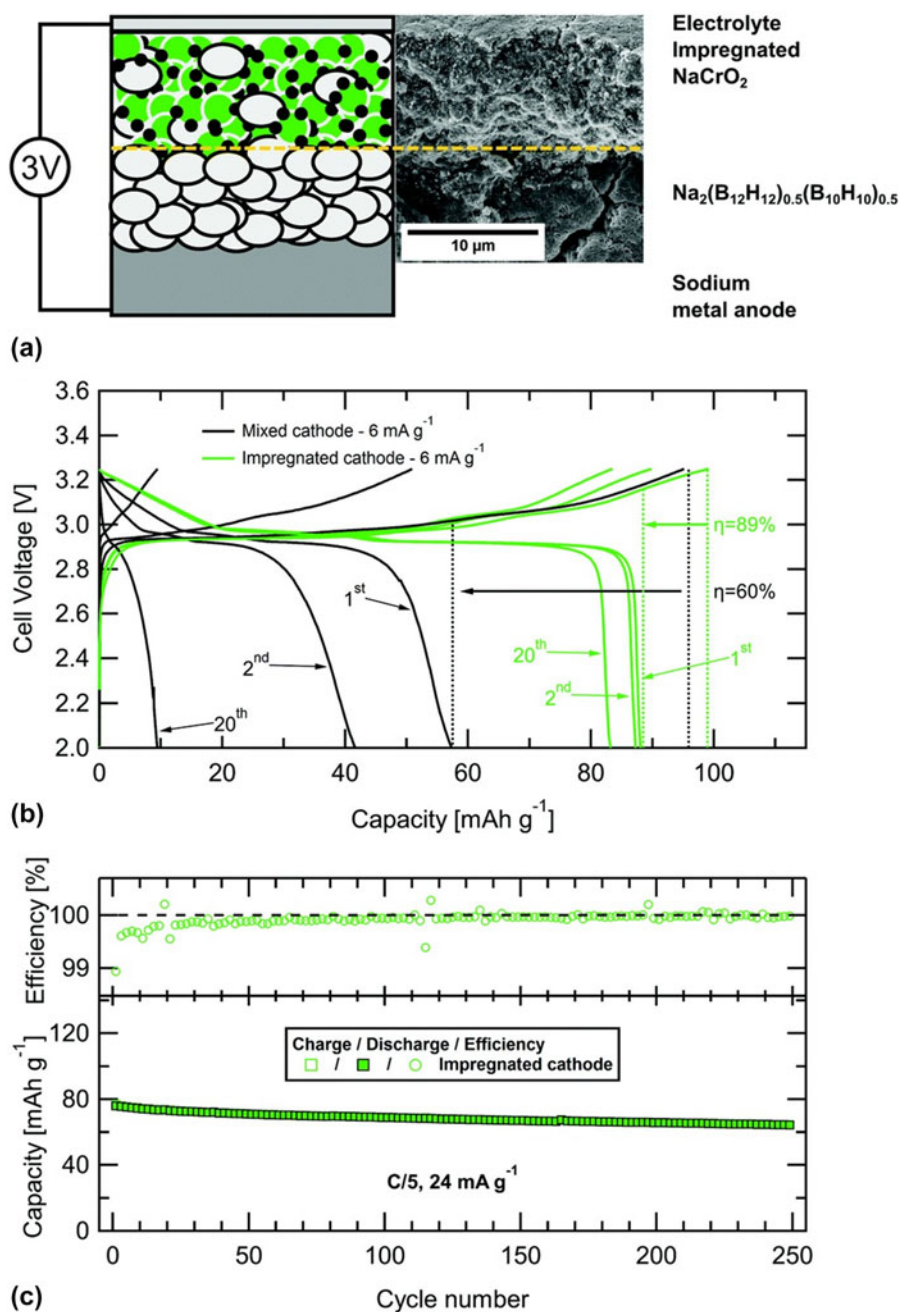 Electrolyte
Impregnated
NaCrO₂
3V
Na₂(B₁₂H₁₂)₀.₅(B₁₀H₁₀)₀.₅
10 µm
Sodium
metal anode
(a)
Cell Voltage [V]
3.6
3.4
3.2
3.0
2.8
2.6
2.4
2.2
2.0
Mixed cathode - 6 mA g⁻¹
Impregnated cathode - 6 mA g⁻¹
η=89%
η=60%
1ˢᵗ
2ⁿᵈ
20ᵗʰ
20ᵗʰ
2ⁿᵈ
1ˢᵗ
0 20 40 60 80 100
Capacity [mAh g⁻¹]
(b)
Efficiency [%]
100
99
Capacity [mAh g⁻¹]
120
80
40
0
Charge / Discharge / Efficiency
/ / Impregnated cathode
C/5, 24 mA g⁻¹
0 50 100 150 200 250
Cycle number
(c)